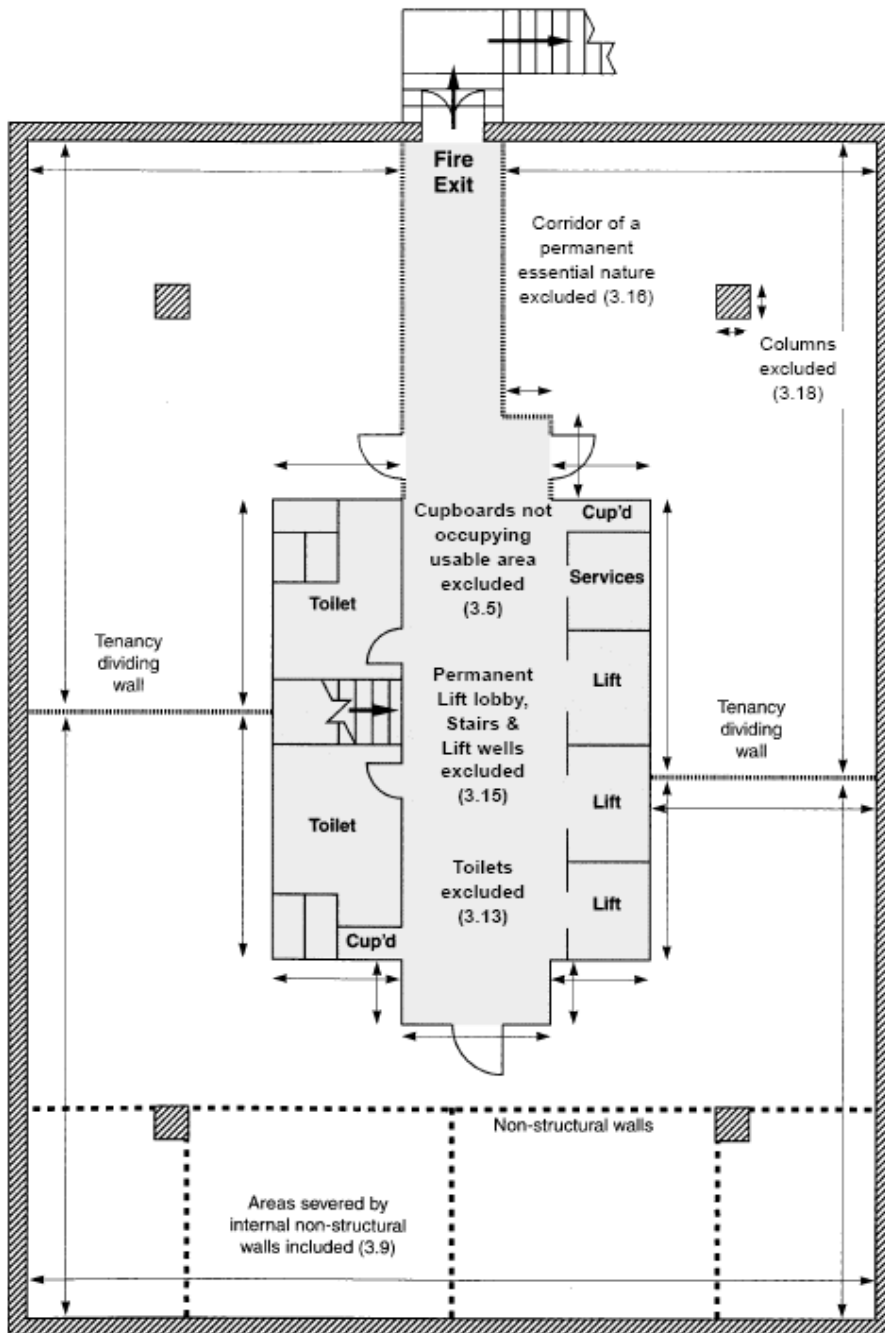 Fire
Exit
Corridor of a
permanent
essential nature
excluded (3.16)
Columns
excluded
(3.18)
Cupboards not
occupying
usable area
excluded
(3.5)
Cup'd
Services
Toilet
Tenancy
dividing
wall
Permanent
Lift lobby,
Stairs &
Lift wells
excluded
(3.15)
Lift
Tenancy
dividing
wall
Toilet
Lift
Toilets
excluded
(3.13)
Lift
Cup'd
Non-structural walls
Areas severed by
internal non-structural
walls included (3.9)